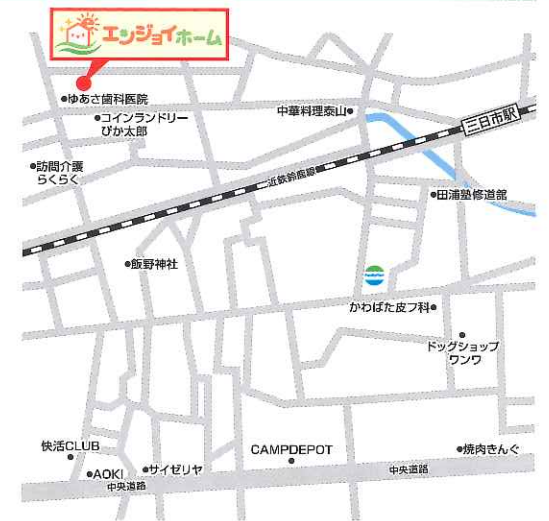 エンジョイホーム
ゆあさ歯科医院
コインランドリー
ぴか太郎
中華料理泰山
三日市駅
訪問介護
らくらく
近鉄鈴鹿線
田浦塾修道舘
飯野神社
FamilyMart
かわばた皮フ科
ドッグショップ
ワンワ
快活CLUB
CAMPDEPOT
焼肉きんぐ
AOKI
サイゼリヤ
中央道路
中央道路